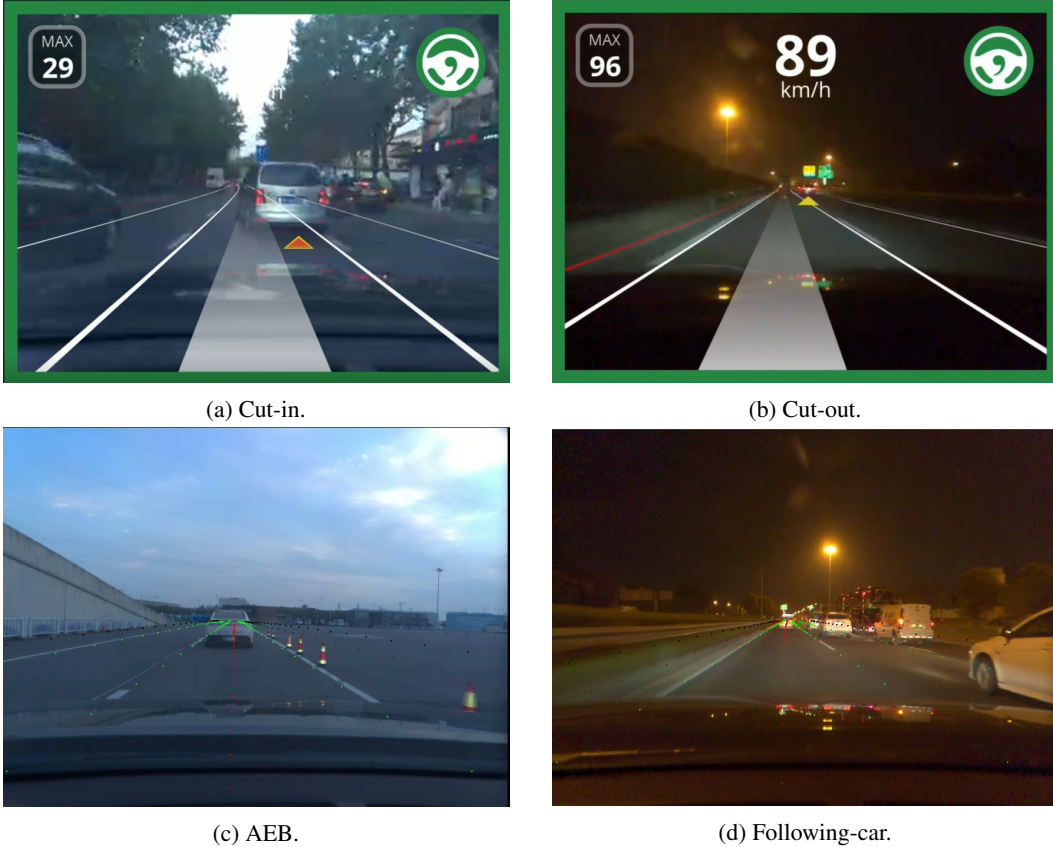 MAX
29
MAX
96
89
km/h
(a) Cut-in.
(b) Cut-out.
(c) AEB.
(d) Following-car.